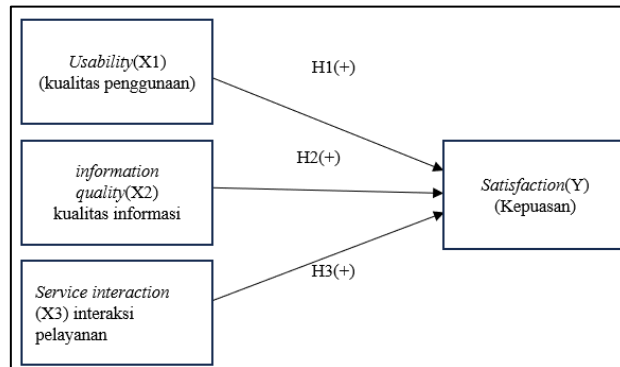 Usability(X1)
(kualitas penggunaan)
H1(+)
information
quality(X2)
kualitas informasi
H2(+)
Satisfaction(Y)
(Kepuasan)
Service interaction
(X3) interaksi
pelayanan
H3(+)